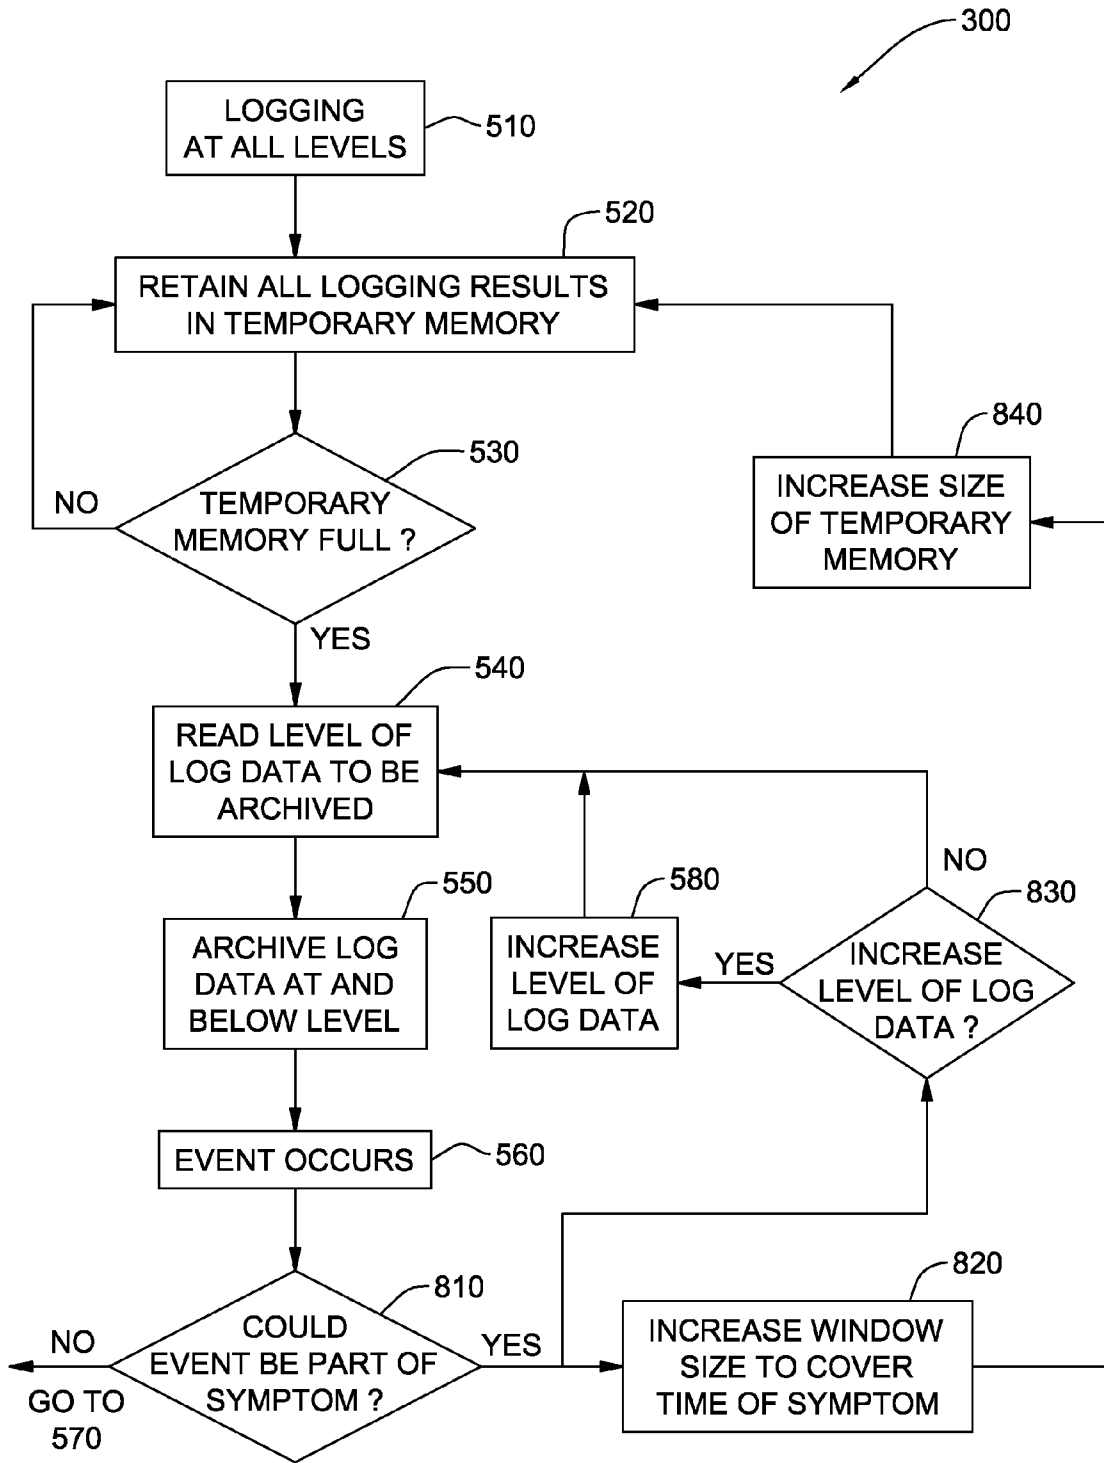 300
LOGGING
AT ALL LEVELS
510
520
RETAIN ALL LOGGING RESULTS
IN TEMPORARY MEMORY
530
TEMPORARY
MEMORY FULL ?
NO
YES
840
INCREASE SIZE
OF TEMPORARY
MEMORY
540
READ LEVEL OF
LOG DATA TO BE
ARCHIVED
550
ARCHIVE LOG
DATA AT AND
BELOW LEVEL
580
INCREASE
LEVEL OF
LOG DATA
YES
NO
830
INCREASE
LEVEL OF LOG
DATA ?
EVENT OCCURS
560
810
COULD
EVENT BE PART OF
SYMPTOM ?
NO
GO TO
570
YES
820
INCREASE WINDOW
SIZE TO COVER
TIME OF SYMPTOM